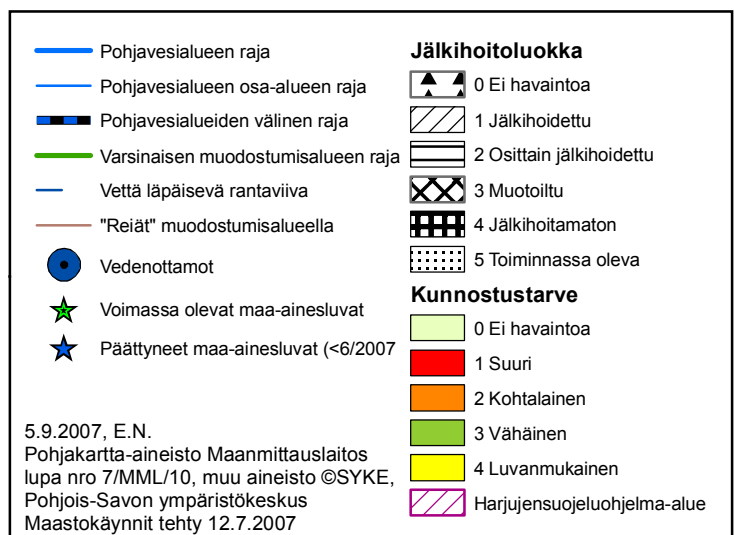 Pohjavesialueen raja
Pohjavesialueen osa-alueen raja
Pohjavesialueiden välinen raja
Varsinaisen muodostumisalueen raja
Vettä läpäisevä rantaviiva
"Reiät" muodostumisalueella
Vedenottamot
Voimassa olevat maa-ainesluvat
Päättyneet maa-ainesluvat (<6/2007
5.9.2007, E.N.
Pohjakartta-aineisto Maanmittauslaitos
lupa nro 7/MML/10, muu aineisto ©SYKE,
Pohjois-Savon ympäristökeskus
Maastokäynnit tehty 12.7.2007
Jälkihoitoluokka
0 Ei havaintoa
1 Jälkihoidettu
2 Osittain jälkihoidettu
3 Muotoiltu
4 Jälkihoitamaton
5 Toiminnassa oleva
Kunnostustarve
0 Ei havaintoa
1 Suuri
2 Kohtalainen
3 Vähäinen
4 Luvanmukainen
Harjujensuojeluohjelma-alue